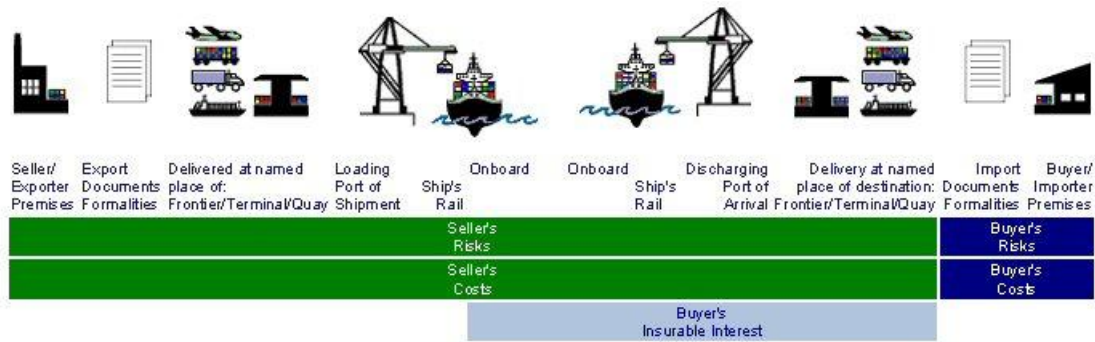 Seller/
Exporter
Premises
Export
Documents
Formalities
Delivered at named
place of:
Frontier/Terminal/Quay
Loading
Port of
Shipment
Ship's
Rail
Onboard
Onboard
Ship's
Rail
Discharging
Port of
Arrival
Delivery at named
place of destination:
Frontier/Terminal/Quay
Import
Documents
Formalities
Buyer/
Importer
Premises
Seller's
Risks
Buyer's
Risks
Seller's
Costs
Buyer's
Costs
Buyer's
Insurable Interest